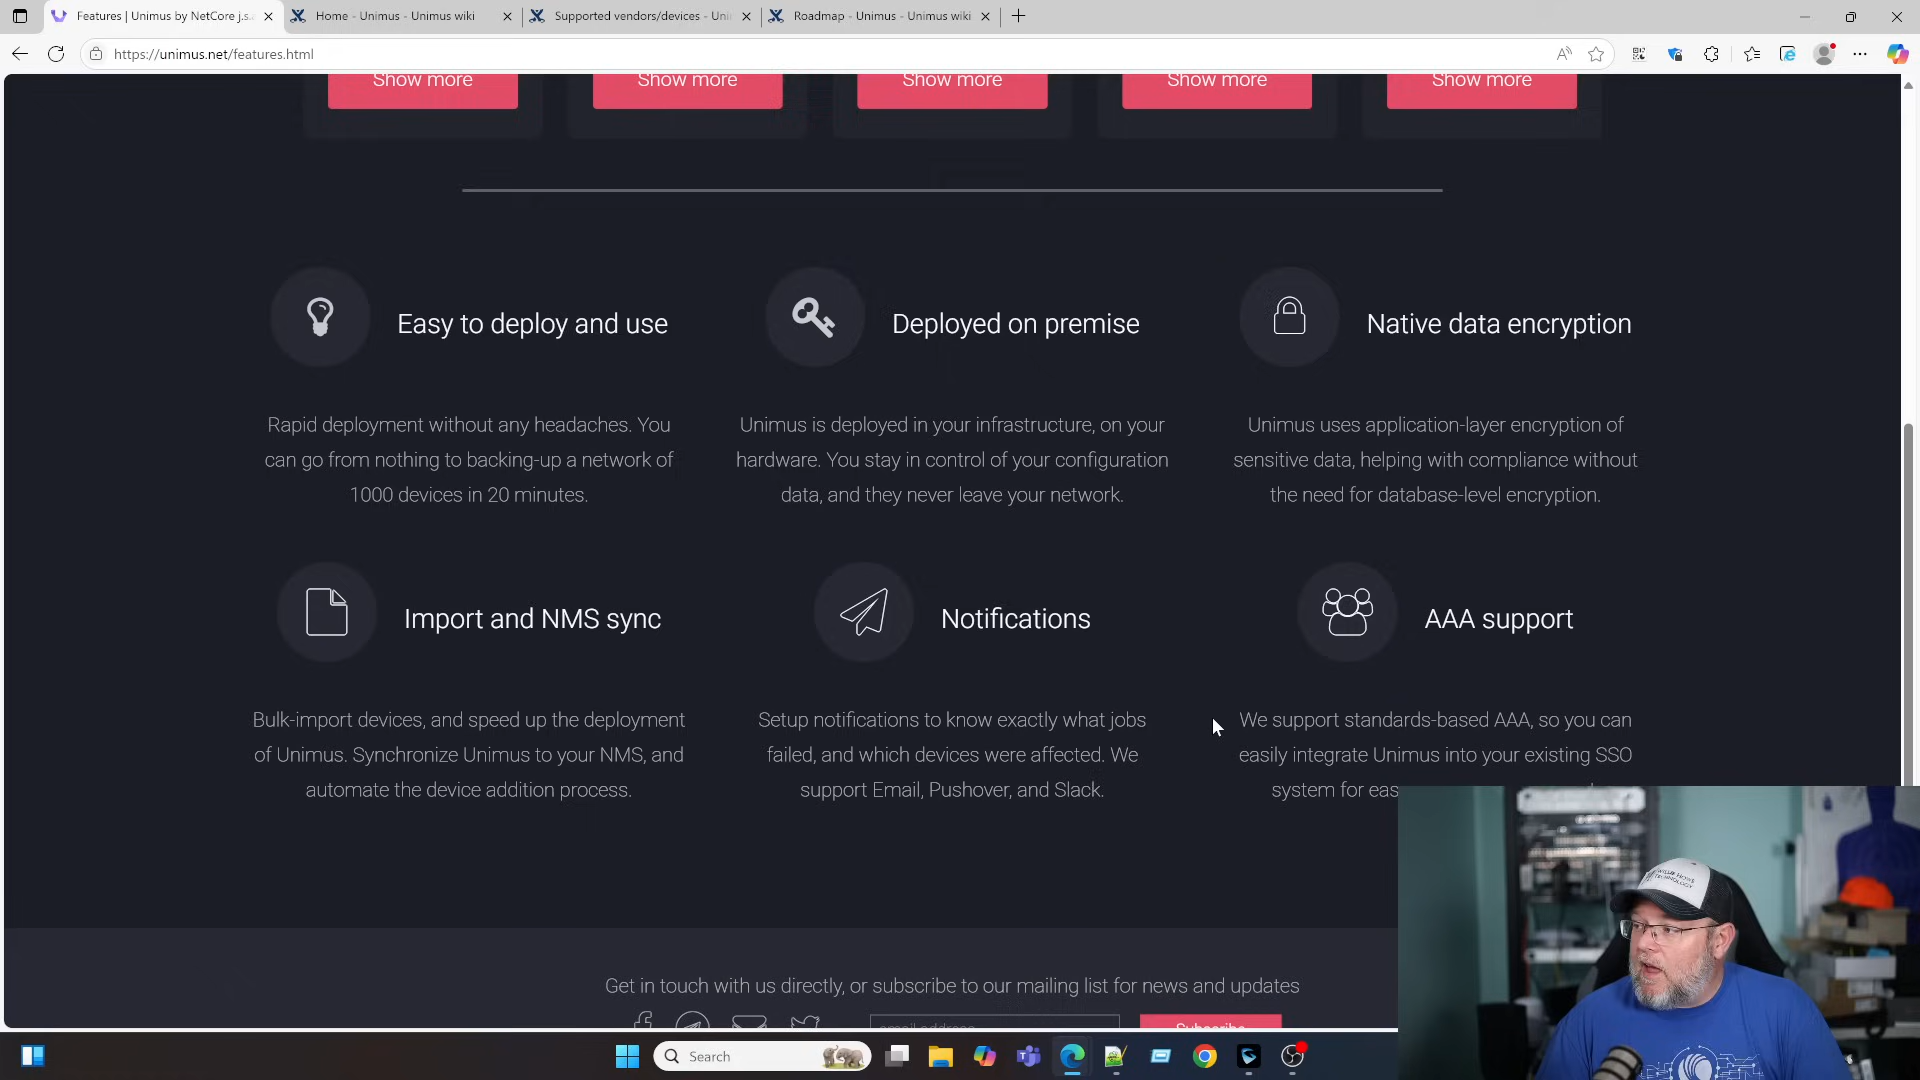 Features | Unimus by NetCore j.s.
Home - Unimus - Unimus wiki
Supported vendors/devices - Uni
Roadmap - Unimus - Unimus wiki
https://unimus.net/features.html
Show more
Show more
Show more
Show more
Show more
Easy to deploy and use
Rapid deployment without any headaches. You
can go from nothing to backing-up a network of
1000 devices in 20 minutes.
Deployed on premise
Unimus is deployed in your infrastructure, on your
hardware. You stay in control of your configuration
data, and they never leave your network.
Native data encryption
Unimus uses application-layer encryption of
sensitive data, helping with compliance without
the need for database-level encryption.
Import and NMS sync
Bulk-import devices, and speed up the deployment
of Unimus. Synchronize Unimus to your NMS, and
automate the device addition process.
Notifications
Setup notifications to know exactly what jobs
failed, and which devices were affected. We
support Email, Pushover, and Slack.
AAA support
We support standards-based AAA, so you can
easily integrate Unimus into your existing SSO
system for
Get in touch with us directly, or subscribe to our mailing list for news and updates
email address
Subscribe
Search